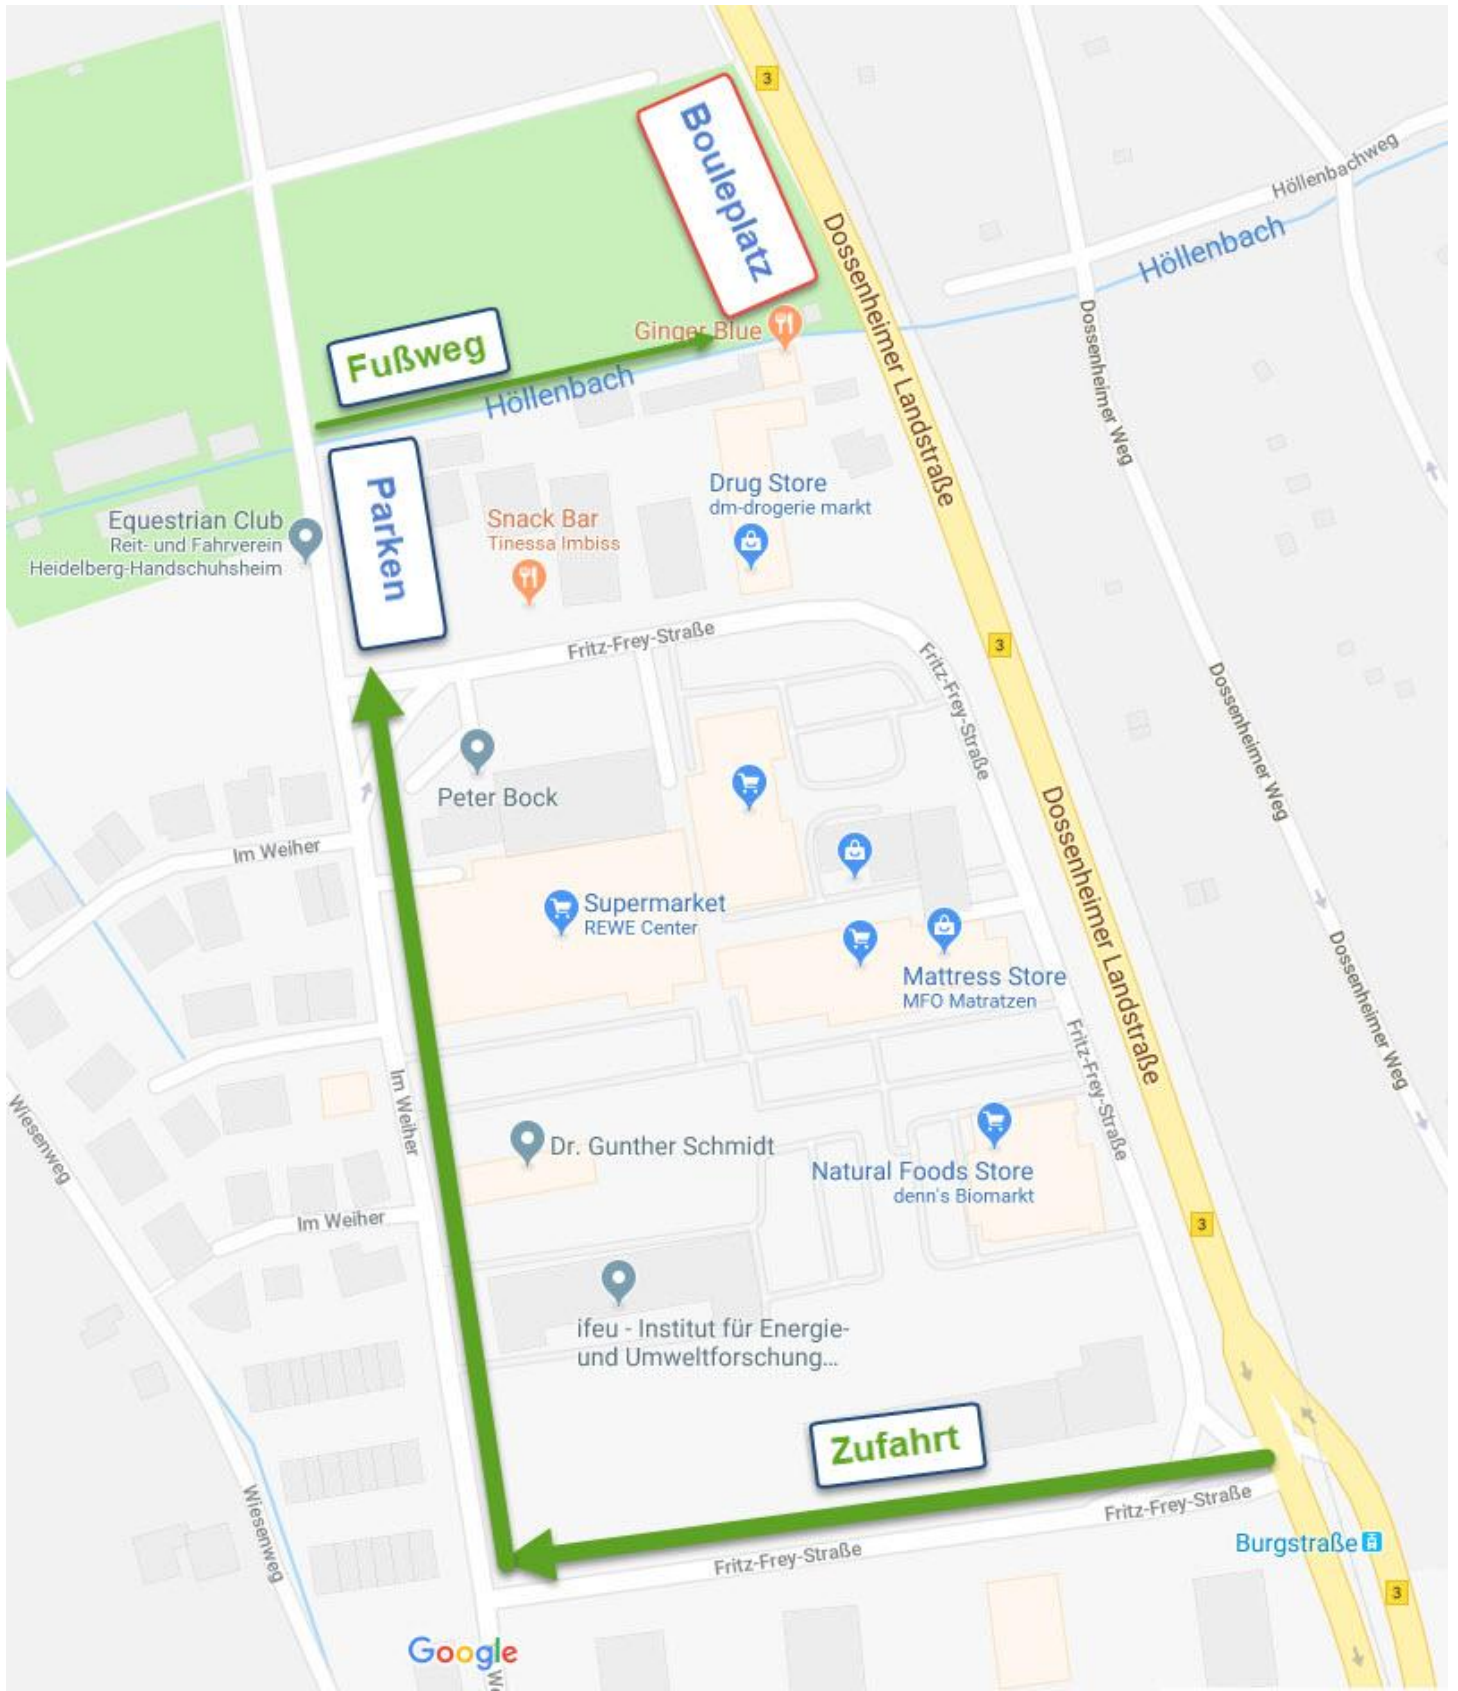 3
Bouleplatz
Höllenbachweg
Höllenbach
Dossenheimer Landstraße
Dossenheimer Weg
Ginger Blue
Fußweg
Höllenbach
Parken
Drug Store
dm-drogerie markt
Equestrian Club
Reit- und Fahrverein
Heidelberg-Handschuhsheim
Snack Bar
Tinessa Imbiss
Fritz-Frey-Straße
3
Fritz-Frey-Straße
Dossenheimer Weg
Peter Bock
Im Weiher
Dossenheimer Landstraße
Supermarket
REWE Center
Mattress Store
MFO Matratzen
Dossenheimer Weg
Fritz-Frey-Straße
Im Weiher
Wiesenweg
Dr. Gunther Schmidt
Natural Foods Store
denn's Biomarkt
Im Weiher
3
ifeu - Institut für Energie-
und Umweltforschung...
Zufahrt
Fritz-Frey-Straße
Wiesenweg
Fritz-Frey-Straße
Burgstraße
3
Google